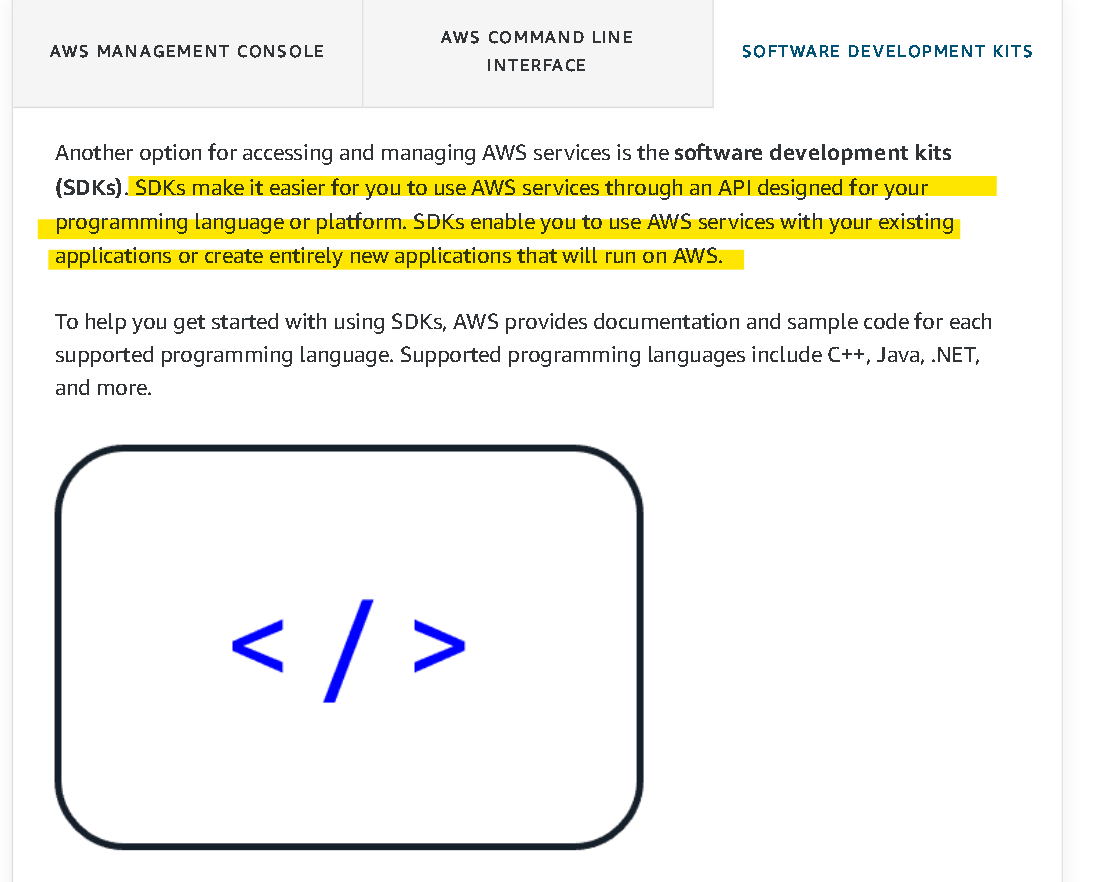 AWS MANAGEMENT CONSOLE
AWS COMMAND LINE
INTERFACE
SOFTWARE DEVELOPMENT KITS
Another option for accessing and managing AWS services is the software development kits
(SDKs). SDKs make it easier for you to use AWS services through an API designed for your
programming language or platform. SDKs enable you to use AWS services with your existing
applications or create entirely new applications that will run on AWS.
To help you get started with using SDKs, AWS provides documentation and sample code for each
supported programming language. Supported programming languages include C++, Java, .NET,
and more.
< / >